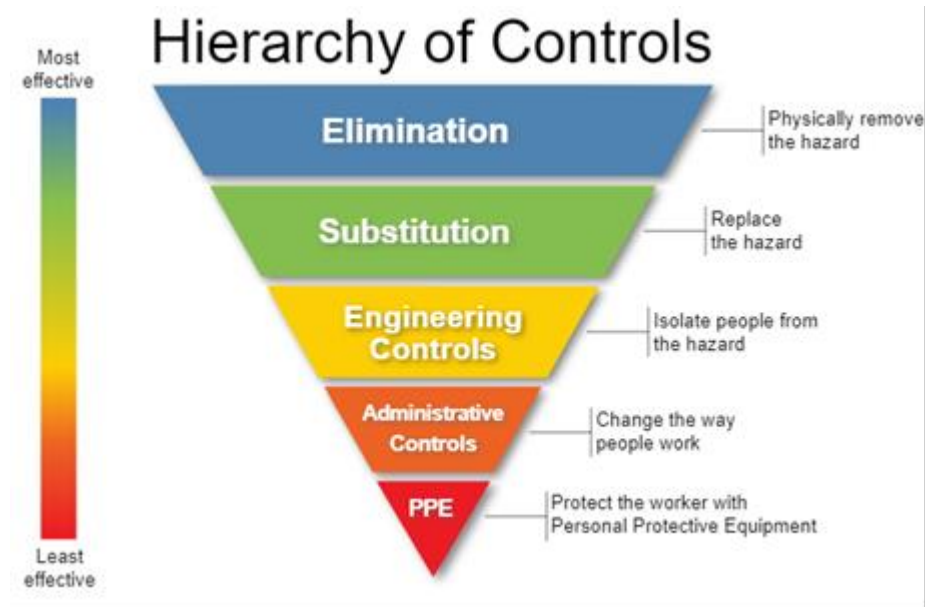 Hierarchy of Controls
Most
effective
Elimination
Physically remove
the hazard
Substitution
Replace
the hazard
Engineering
Controls
Isolate people from
the hazard
Administrative
Controls
Change the way
people work
PPE
Protect the worker with
Personal Protective Equipment
Least
effective